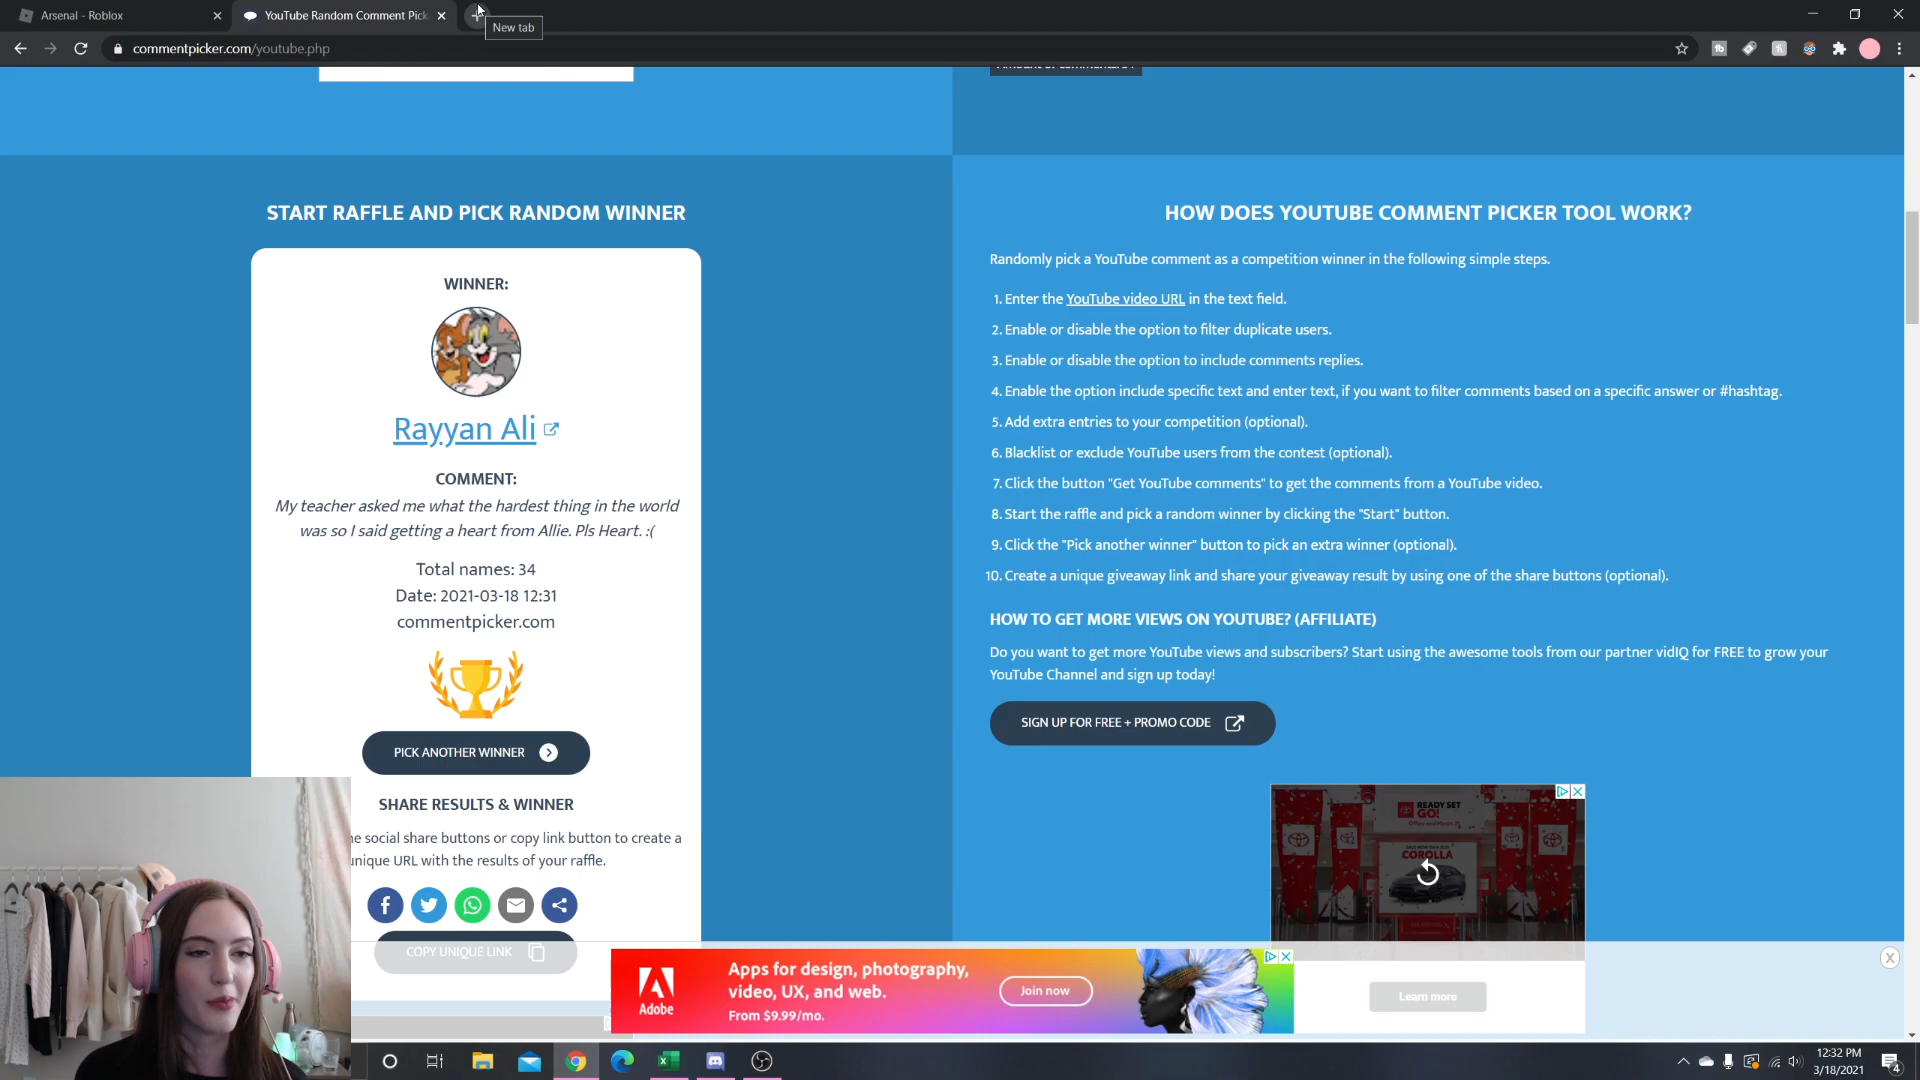 Arsenal - Roblox
YouTube Random Comment Pick
New tab
commentpicker.com/youtube.php
START RAFFLE AND PICK RANDOM WINNER
WINNER:
Rayyan Ali
COMMENT:
My teacher asked me what the hardest thing in the world
was so I said getting a heart from Allie. Pls Heart. :(
Total names: 34
Date: 2021-03-18 12:31
commentpicker.com
PICK ANOTHER WINNER
SHARE RESULTS & WINNER
he social share buttons or copy link button to create a
unique URL with the results of your raffle.
COPY UNIQUE LINK
HOW DOES YOUTUBE COMMENT PICKER TOOL WORK?
Randomly pick a YouTube comment as a competition winner in the following simple steps.
1. Enter the YouTube video URL in the text field.
2. Enable or disable the option to filter duplicate users.
3. Enable or disable the option to include comments replies.
4. Enable the option include specific text and enter text, if you want to filter comments based on a specific answer or #hashtag.
5. Add extra entries to your competition (optional).
6. Blacklist or exclude YouTube users from the contest (optional).
7. Click the button "Get YouTube comments" to get the comments from a YouTube video.
8. Start the raffle and pick a random winner by clicking the "Start" button.
9. Click the "Pick another winner" button to pick an extra winner (optional).
10. Create a unique giveaway link and share your giveaway result by using one of the share buttons (optional).
HOW TO GET MORE VIEWS ON YOUTUBE? (AFFILIATE)
Do you want to get more YouTube views and subscribers? Start using the awesome tools from our partner vidIQ for FREE to grow your
YouTube Channel and sign up today!
SIGN UP FOR FREE + PROMO CODE
READY SET
GO!
COROLLA
Learn more
Adobe
Apps for design, photography,
video, UX, and web.
From $9.99/mo.
Join now
12:32 PM
3/18/2021
4